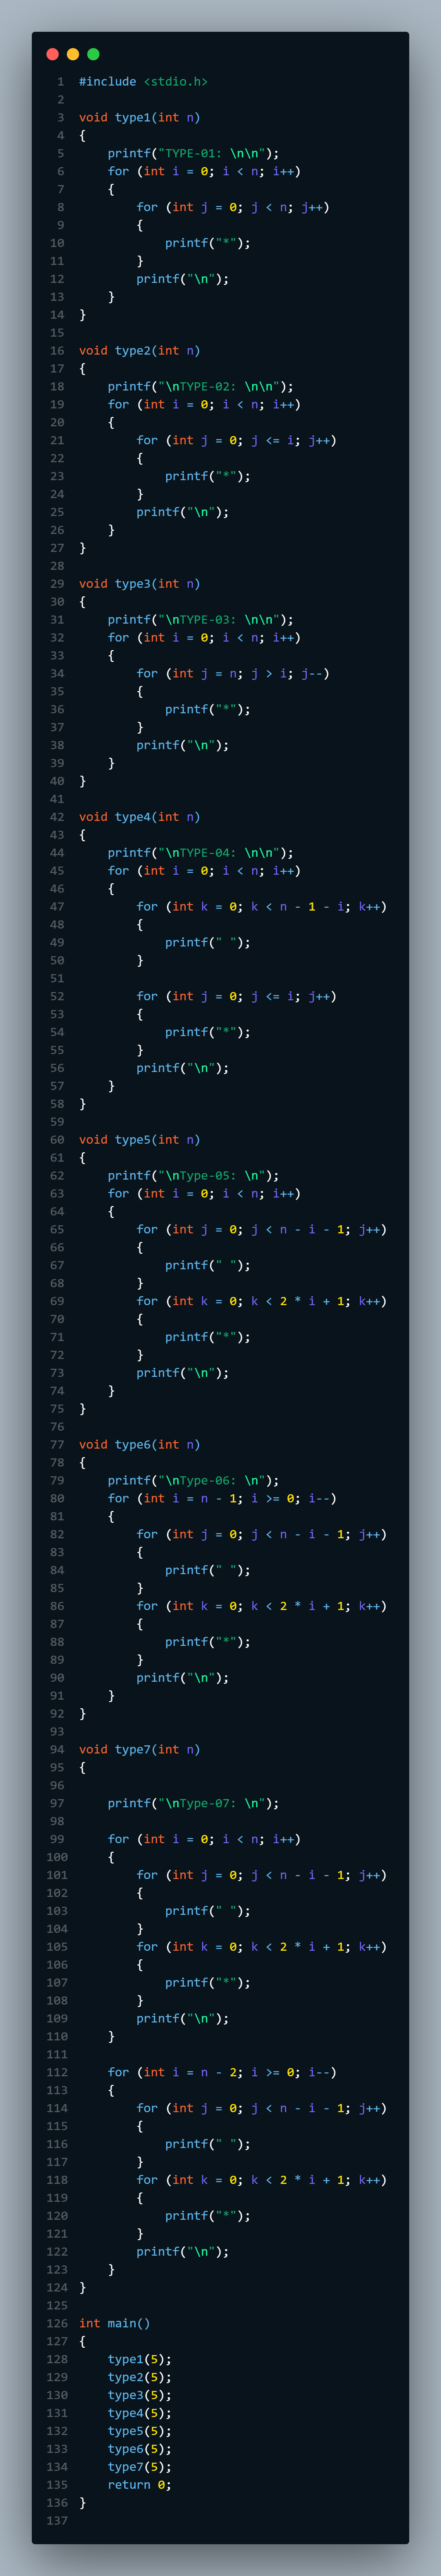 1 #include <stdio.h>
2
3 void type1(int n)
4 {
5     printf("TYPE-01: \n\n");
6     for (int i = 0; i < n; i++)
7     {
8         for (int j = 0; j < n; j++)
9         {
10             printf("*");
11         }
12         printf("\n");
13     }
14 }
15
16 void type2(int n)
17 {
18     printf("\nTYPE-02: \n\n");
19     for (int i = 0; i < n; i++)
20     {
21         for (int j = 0; j <= i; j++)
22         {
23             printf("*");
24         }
25         printf("\n");
26     }
27 }
28
29 void type3(int n)
30 {
31     printf("\nTYPE-03: \n\n");
32     for (int i = 0; i < n; i++)
33     {
34         for (int j = n; j > i; j--)
35         {
36             printf("*");
37         }
38         printf("\n");
39     }
40 }
41
42 void type4(int n)
43 {
44     printf("\nTYPE-04: \n\n");
45     for (int i = 0; i < n; i++)
46     {
47         for (int k = 0; k < n - 1 - i; k++)
48         {
49             printf(" ");
50         }
51
52         for (int j = 0; j <= i; j++)
53         {
54             printf("*");
55         }
56         printf("\n");
57     }
58 }
59
60 void type5(int n)
61 {
62     printf("\nType-05: \n");
63     for (int i = 0; i < n; i++)
64     {
65         for (int j = 0; j < n - i - 1; j++)
66         {
67             printf(" ");
68         }
69         for (int k = 0; k < 2 * i + 1; k++)
70         {
71             printf("*");
72         }
73         printf("\n");
74     }
75 }
76
77 void type6(int n)
78 {
79     printf("\nType-06: \n");
80     for (int i = n - 1; i >= 0; i--)
81     {
82         for (int j = 0; j < n - i - 1; j++)
83         {
84             printf(" ");
85         }
86         for (int k = 0; k < 2 * i + 1; k++)
87         {
88             printf("*");
89         }
90         printf("\n");
91     }
92 }
93
94 void type7(int n)
95 {
96
97     printf("\nType-07: \n");
98
99     for (int i = 0; i < n; i++)
100     {
101         for (int j = 0; j < n - i - 1; j++)
102         {
103             printf(" ");
104         }
105         for (int k = 0; k < 2 * i + 1; k++)
106         {
107             printf("*");
108         }
109         printf("\n");
110     }
111
112     for (int i = n - 2; i >= 0; i--)
113     {
114         for (int j = 0; j < n - i - 1; j++)
115         {
116             printf(" ");
117         }
118         for (int k = 0; k < 2 * i + 1; k++)
119         {
120             printf("*");
121         }
122         printf("\n");
123     }
124 }
125
126 int main()
127 {
128     type1(5);
129     type2(5);
130     type3(5);
131     type4(5);
132     type5(5);
133     type6(5);
134     type7(5);
135     return 0;
136 }
137